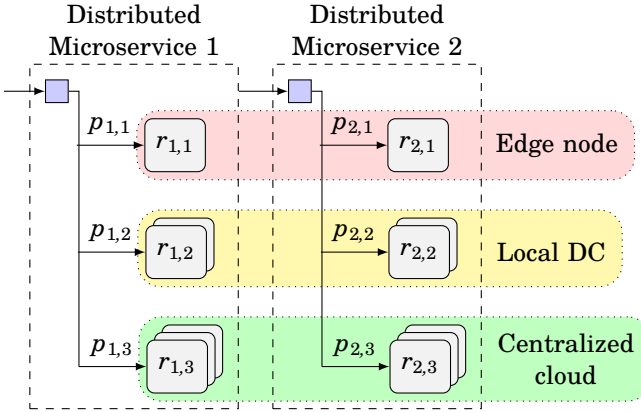 Distributed
Microservice 1
Distributed
Microservice 2
p1,1
r1,1
p2,1
r2,1
Edge node
p1,2
r1,2
p2,2
r2,2
Local DC
p1,3
r1,3
p2,3
r2,3
Centralized
cloud